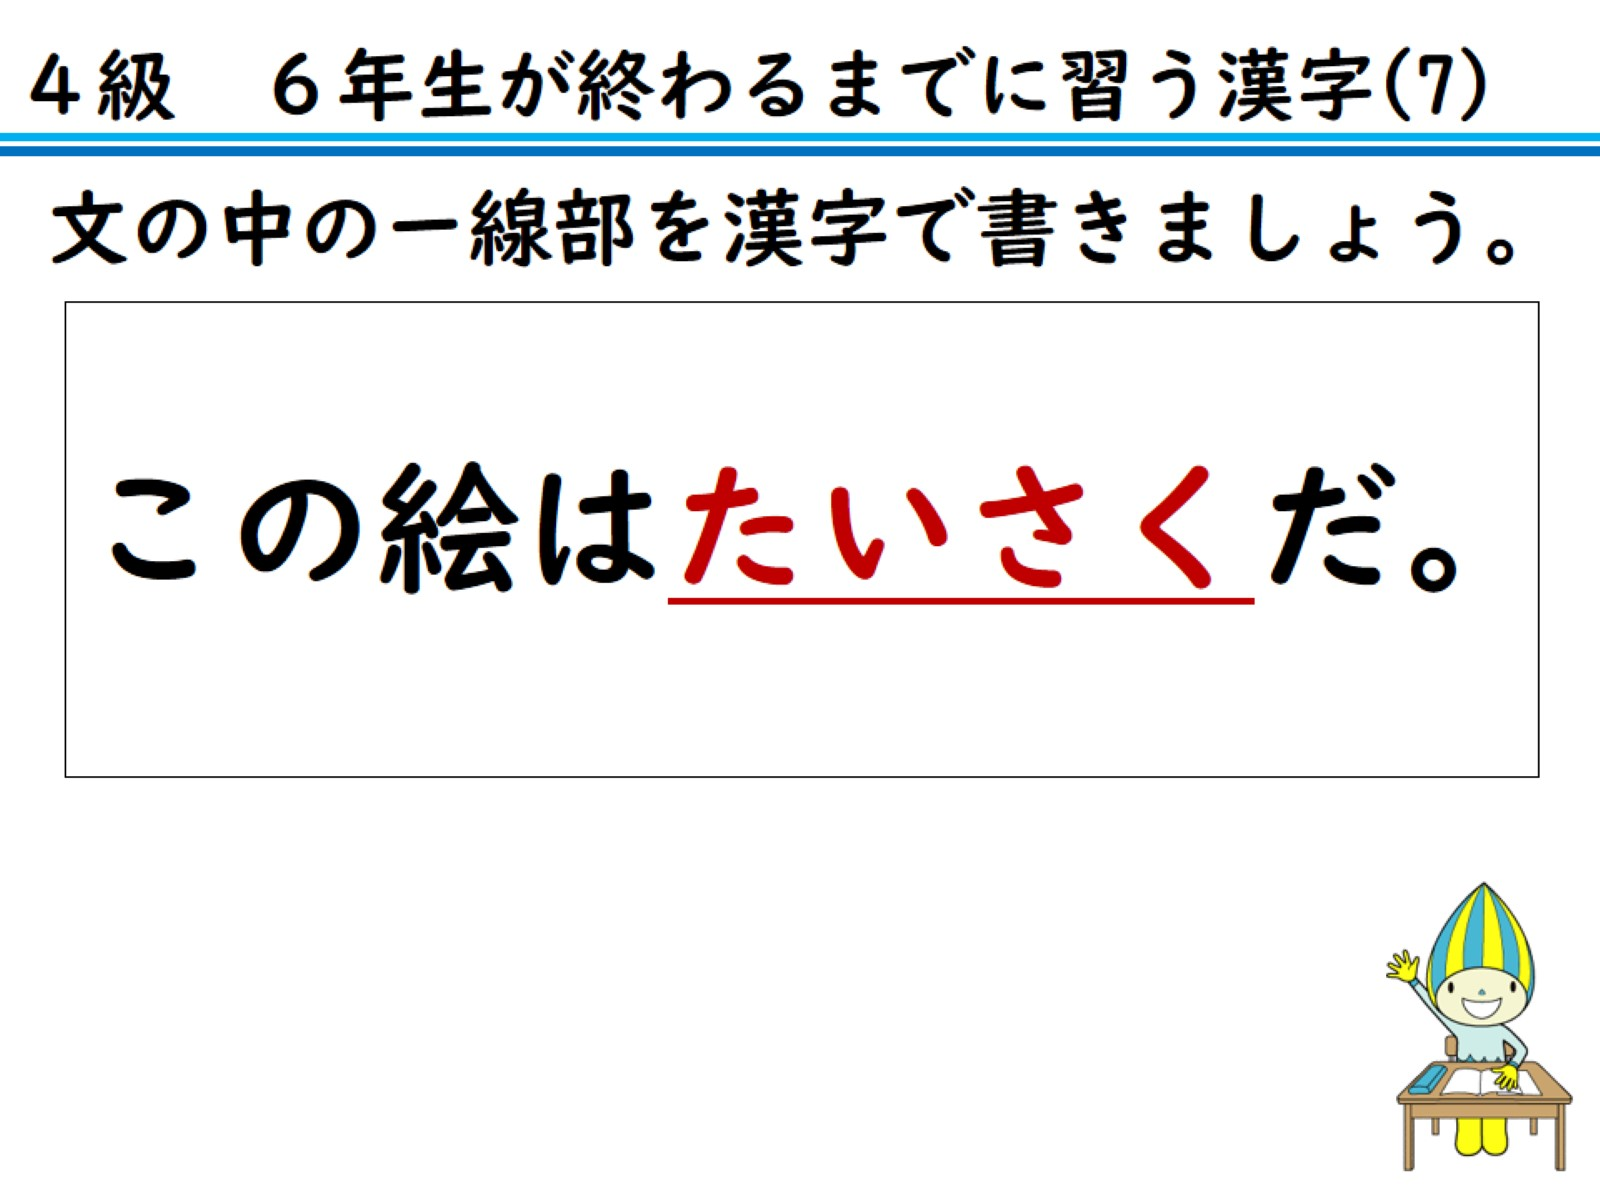 ４級　６年生が終わるまでに習う漢字(7)
文の中の一線部を漢字で書きましょう。
この絵はたいさくだ。